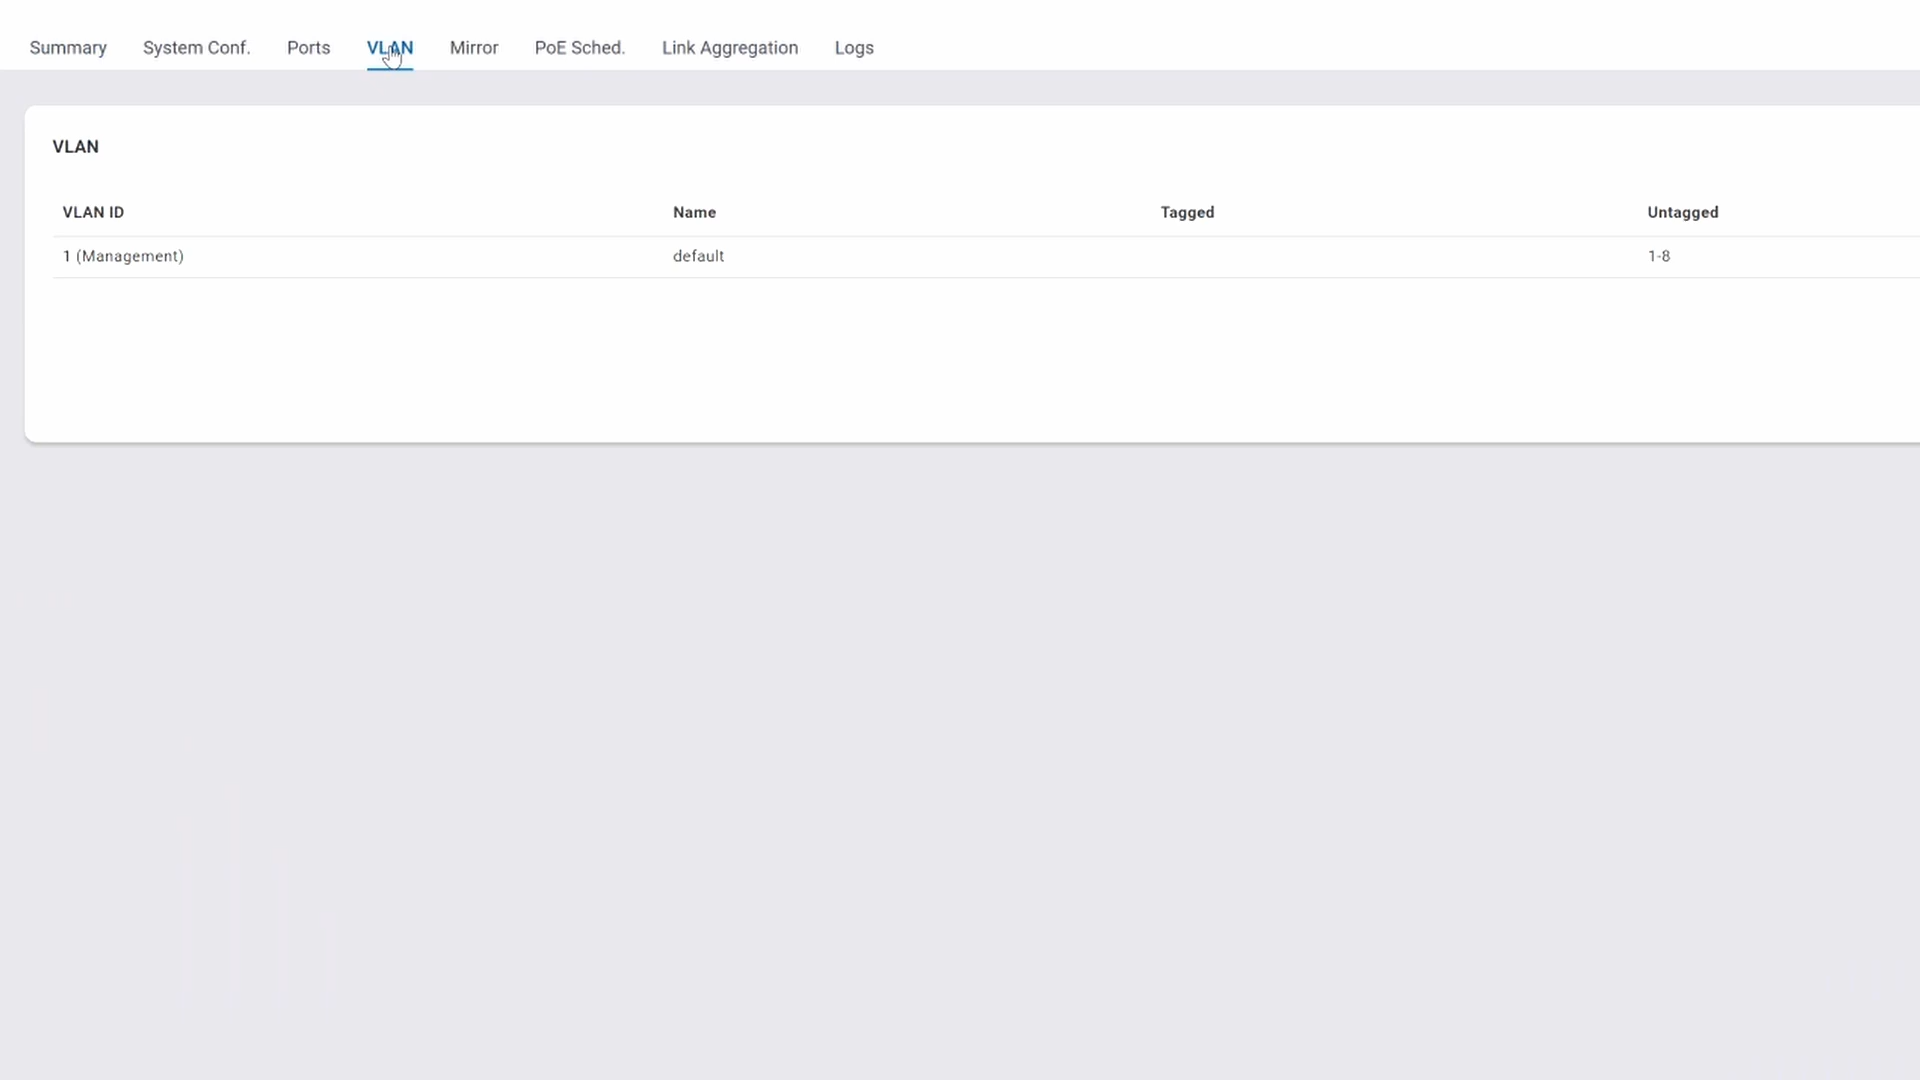 Summary System Conf. Ports VLAN Mirror PoE Sched. Link Aggregation Logs
VLAN
VLAN ID Name Tagged Untagged
1 (Management) default 1-8